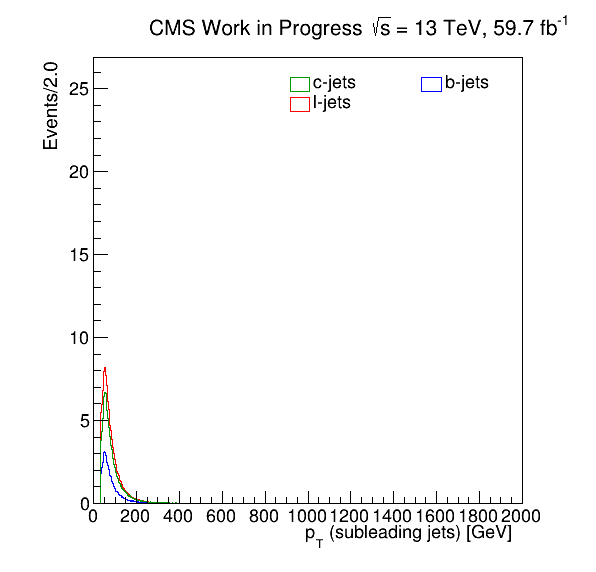 CMS Work in Progress √s = 13 TeV, 59.7 fb⁻¹
Events/2.0
c-jets
b-jets
l-jets
25
20
15
10
5
0
0 200 400 600 800 1000 1200 1400 1600 1800 2000
p_T (subleading jets) [GeV]